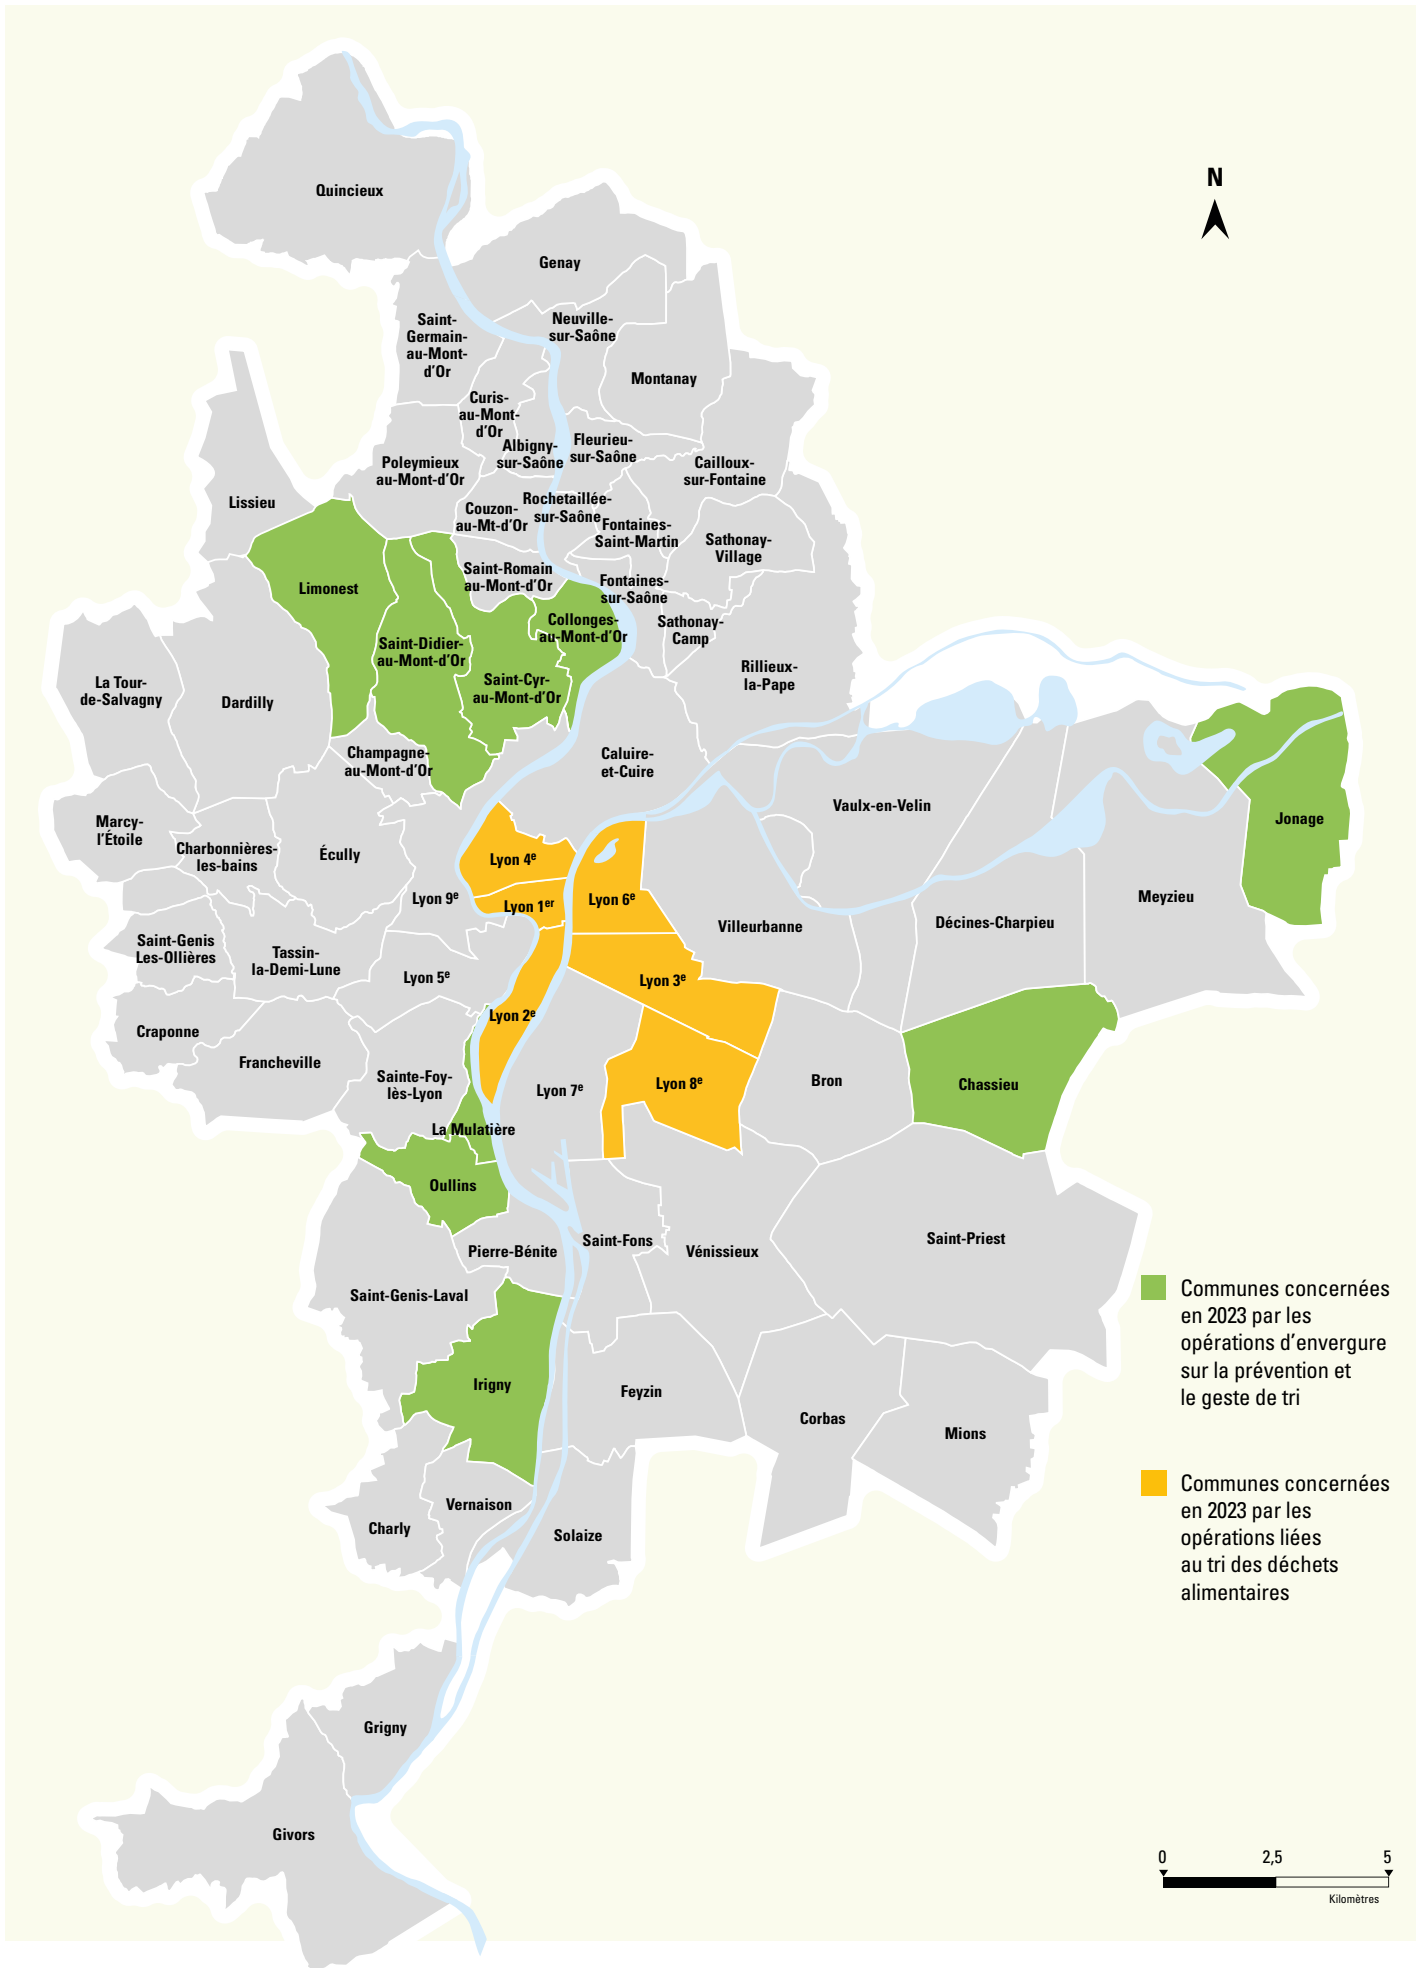 N
Quincieux
Genay
Saint-
Germain-
au-Mont-
d'Or
Neuville-
sur-Saône
Montanay
Curis-
au-Mont-
d'Or
Albigny-
sur-Saône
Fleurieu-
sur-Saône
Poleymieux
au-Mont-d'Or
Cailloux-
sur-Fontaine
Lissieu
Couzon-
au-Mt-d'Or
Rochetaillée-
sur-Saône
Fontaines-
Saint-Martin
Sathonay-
Village
Limonest
Saint-Romain
au-Mont-d'Or
Fontaines-
sur-Saône
Collonges-
au-Mont-d'Or
Sathonay-
Camp
Saint-Didier-
au-Mont-d'Or
Saint-Cyr-
au-Mont-d'Or
Rillieux-
la-Pape
La Tour-
de-Salvagny
Dardilly
Champagne-
au-Mont-d'Or
Caluire-
et-Cuire
Vaulx-en-Velin
Jonage
Marcy-
l'Étoile
Charbonnières-
les-bains
Écully
Lyon 4e
Lyon 9e
Lyon 1er
Lyon 6e
Villeurbanne
Décines-Charpieu
Meyzieu
Saint-Genis
Les-Ollières
Tassin-
la-Demi-Lune
Lyon 5e
Lyon 3e
Lyon 2e
Craponne
Francheville
Sainte-Foy-
lès-Lyon
Lyon 7e
Lyon 8e
Bron
Chassieu
La Mulatière
Oullins
Pierre-Bénite
Saint-Fons
Vénissieux
Saint-Priest
Saint-Genis-Laval
Irigny
Feyzin
Corbas
Mions
Vernaison
Charly
Solaize
Grigny
Givors
Communes concernées
en 2023 par les
opérations d'envergure
sur la prévention et
le geste de tri
Communes concernées
en 2023 par les
opérations liées
au tri des déchets
alimentaires
0 2,5 5
Kilomètres